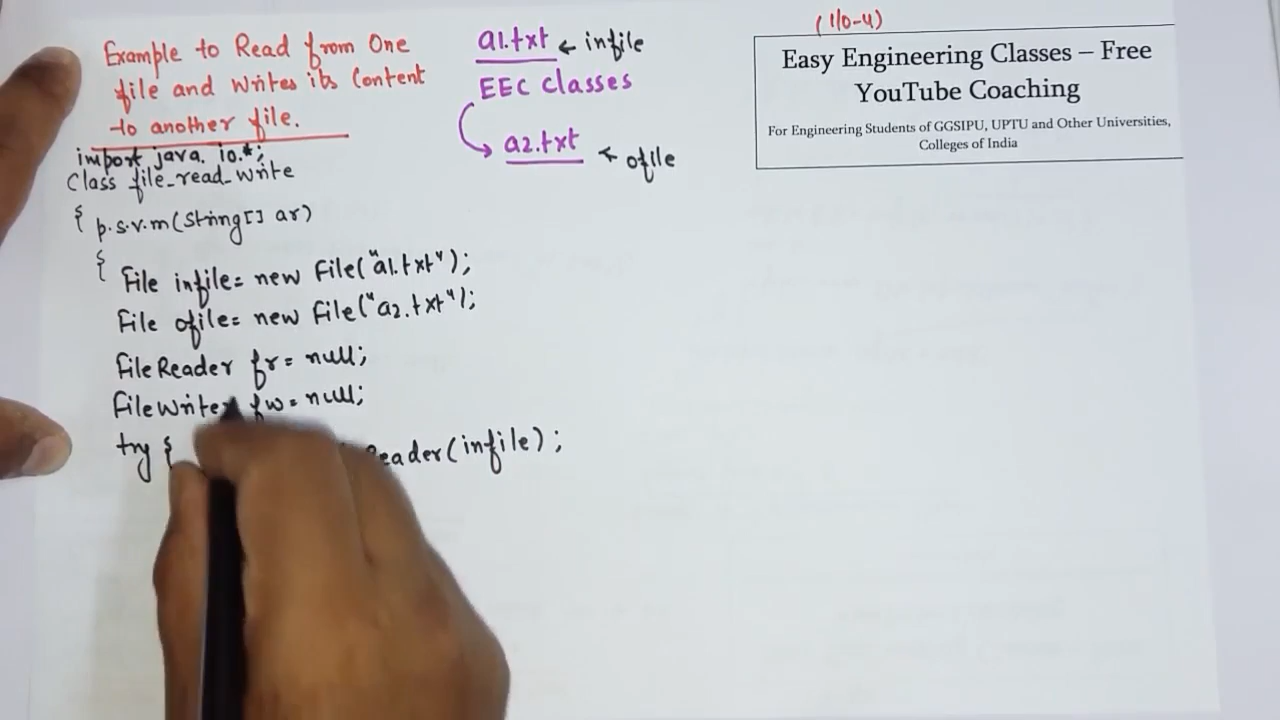 Example to Read from One
file and writes its Content
to another file.
import java.io.*;
Class file_read_write
{ p.s.v.m(String[] ar)
{ File infile= new File("a1.txt");
File ofile= new File("a2.txt");
FileReader fr= null;
FileWriter fw= null;
try { eader(infile);
a1.txt ← infile
EEC Classes
a2.txt ← ofile
(I/O-4)
Easy Engineering Classes – Free
YouTube Coaching
For Engineering Students of GGSIPU, UPTU and Other Universities,
Colleges of India